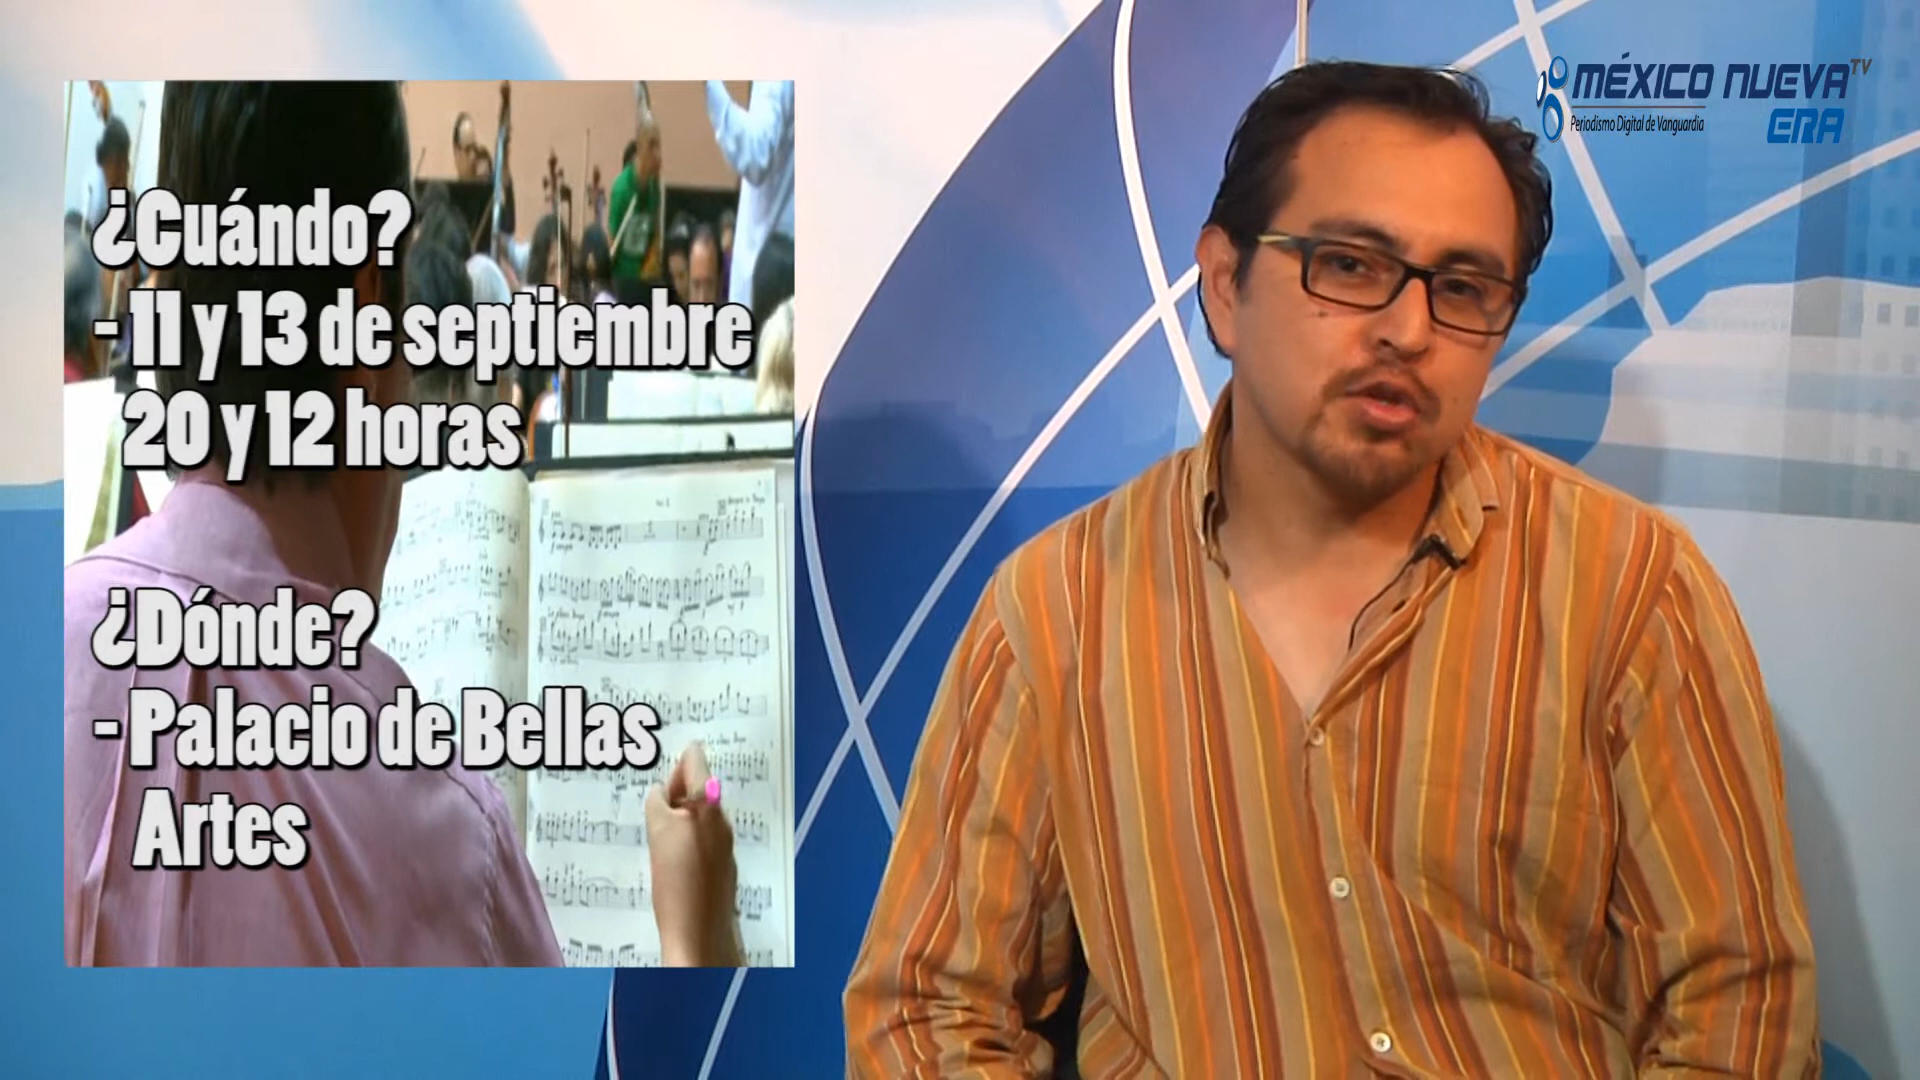 ¿Cuándo?
- 11 y 13 de septiembre
20 y 12 horas
¿Dónde?
- Palacio de Bellas
Artes
MÉXICO NUEVA TV
Periodismo Digital de Vanguardia
ERA